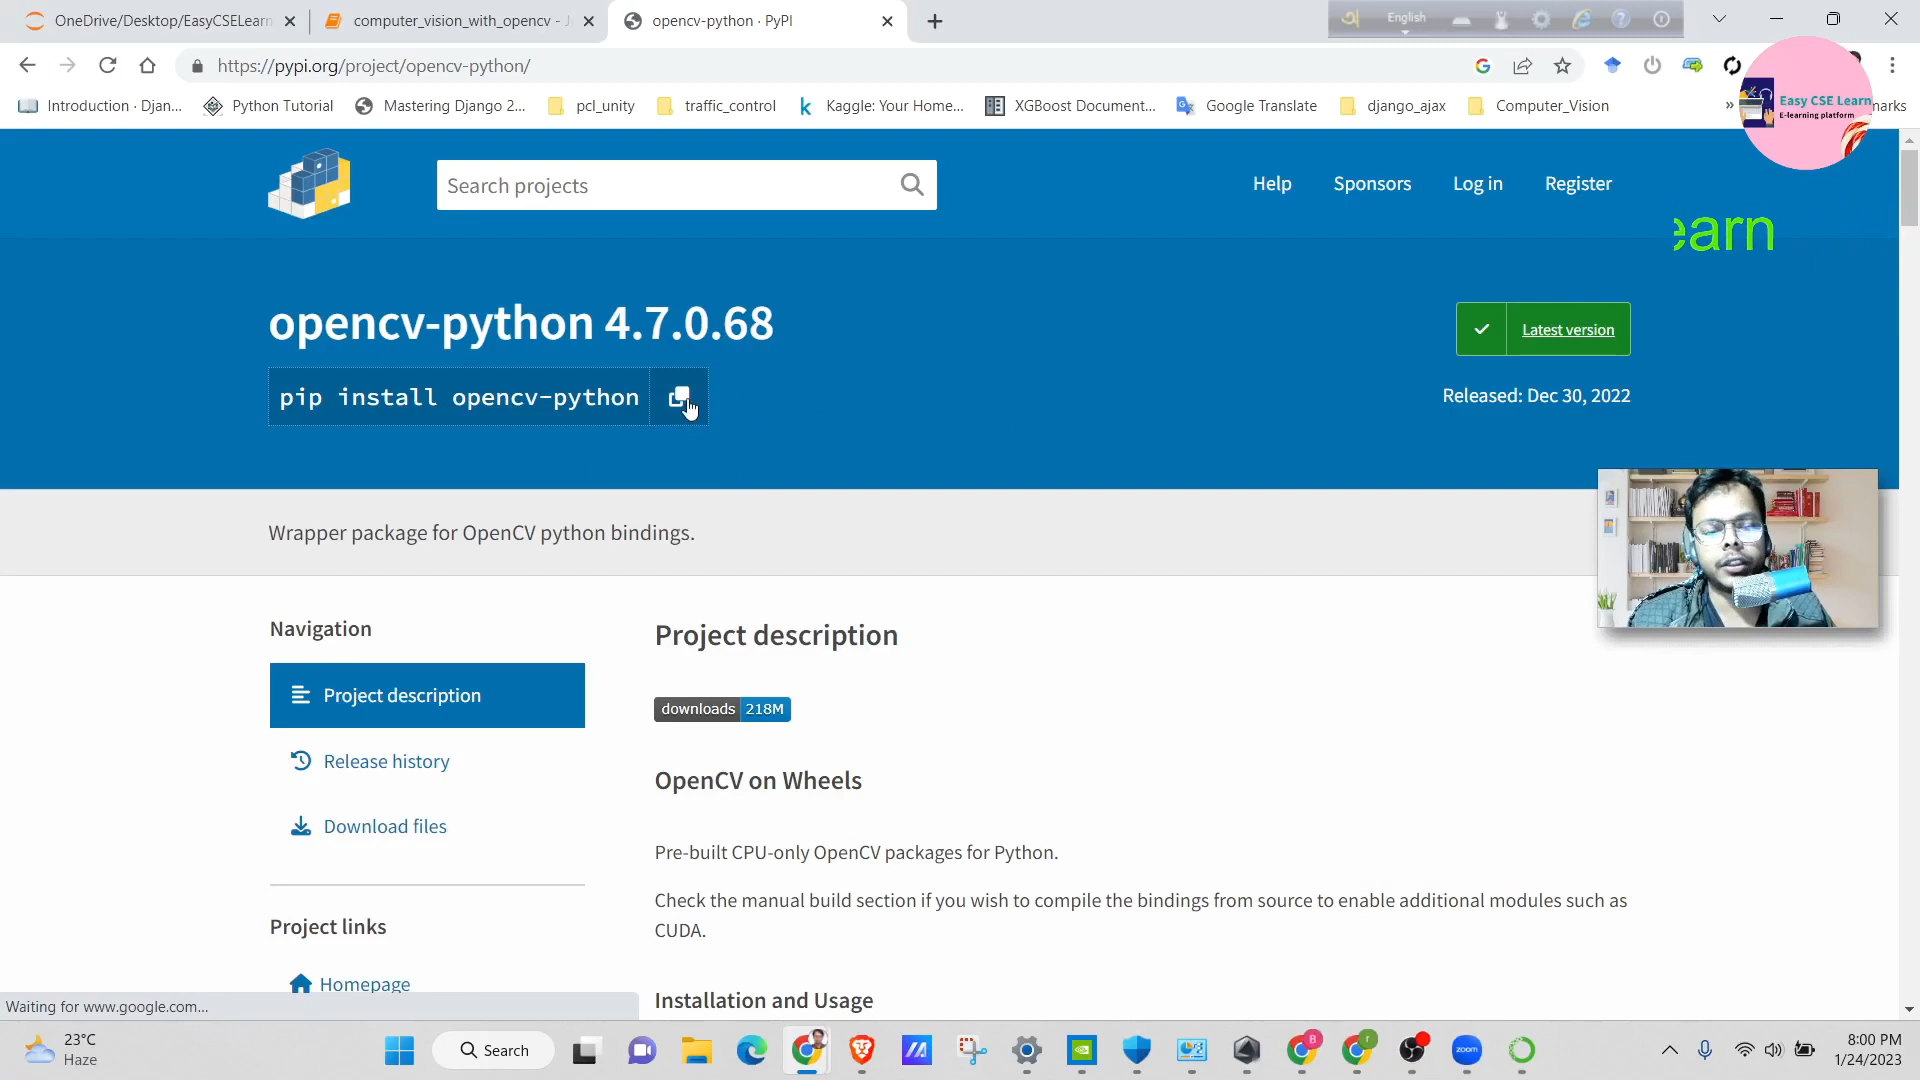 OneDrive/Desktop/EasyCSELearn
computer_vision_with_opencv - J
opencv-python · PyPI
English
https://pypi.org/project/opencv-python/
Introduction · Djan...
Python Tutorial
Mastering Django 2...
pcl_unity
traffic_control
Kaggle: Your Home...
XGBoost Document...
Google Translate
django_ajax
Computer_Vision
»
Easy CSE Learn
E-learning platform
Search projects
Help
Sponsors
Log in
Register
earn
opencv-python 4.7.0.68
Latest version
pip install opencv-python
Released: Dec 30, 2022
Wrapper package for OpenCV python bindings.
Navigation
Project description
Release history
Download files
Project links
Homepage
Project description
downloads 218M
OpenCV on Wheels
Pre-built CPU-only OpenCV packages for Python.
Check the manual build section if you wish to compile the bindings from source to enable additional modules such as
CUDA.
Installation and Usage
Waiting for www.google.com...
23°C
Haze
Search
zoom
8:00 PM
1/24/2023